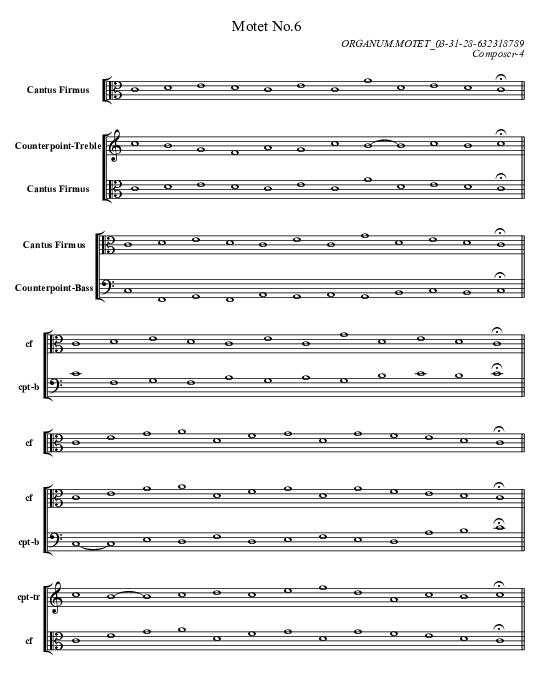 Motet No.6
ORGANUM.MOTET_03-31-28-632318789
Composer-4
Cantus Firmus
Counterpoint-Treble
Cantus Firmus
Cantus Firmus
Counterpoint-Bass
cf
cpt-b
cf
cf
cpt-b
cpt-tr
cf